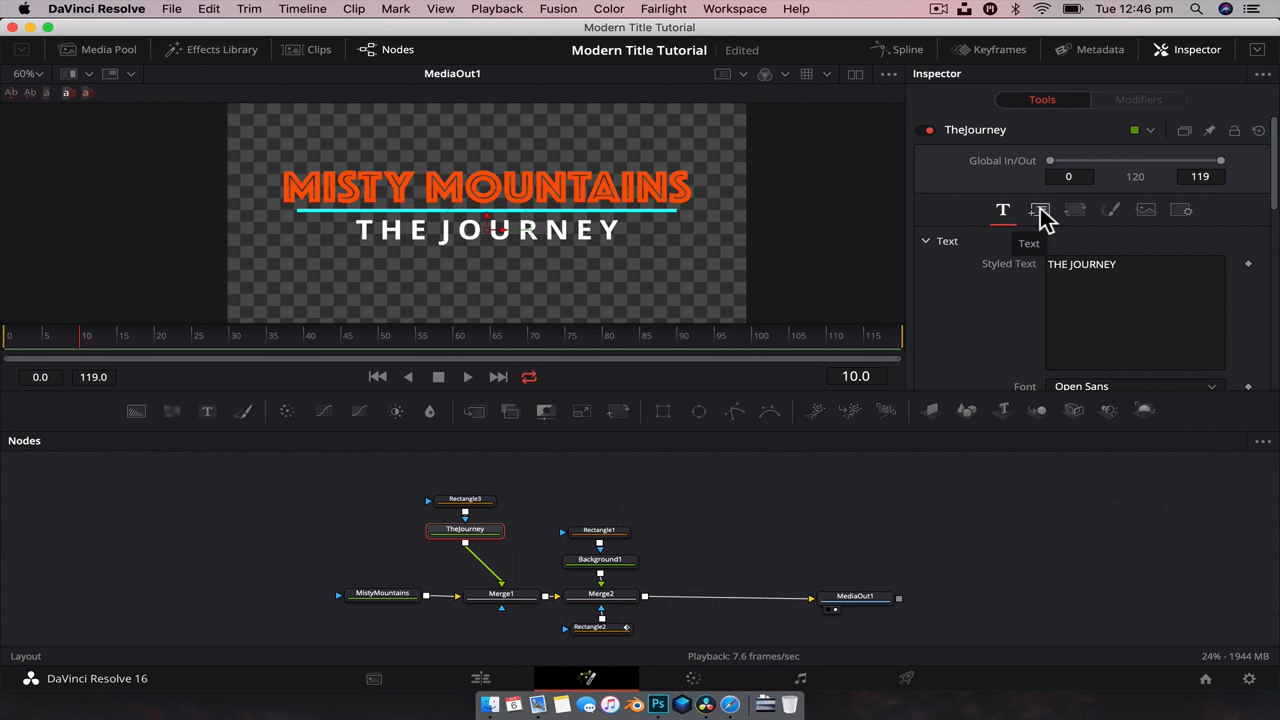 DaVinci Resolve File Edit Trim Timeline Clip Mark View Playback Fusion Color Fairlight Workspace Help Tue 12:46 pm
Modern Title Tutorial
Media Pool Effects Library Clips Nodes Modern Title Tutorial Edited Spline Keyframes Metadata Inspector
60% MediaOut1 Inspector
Ab Ab a a a
Tools Modifiers
TheJourney
Global In/Out
0 120 119
MISTY MOUNTAINS
THE JOURNEY
T
Text
Text
Styled Text THE JOURNEY
0 5 10 15 20 25 30 35 40 45 50 55 60 65 70 75 80 85 90 95 100 105 110 115
0.0 119.0 10.0
Font Open Sans
Nodes
Rectangle3
TheJourney
Rectangle1
Background1
MistyMountains Merge1 Merge2 MediaOut1
Rectangle2
Layout Playback: 7.6 frames/sec 24% - 1944 MB
DaVinci Resolve 16
6
Ps